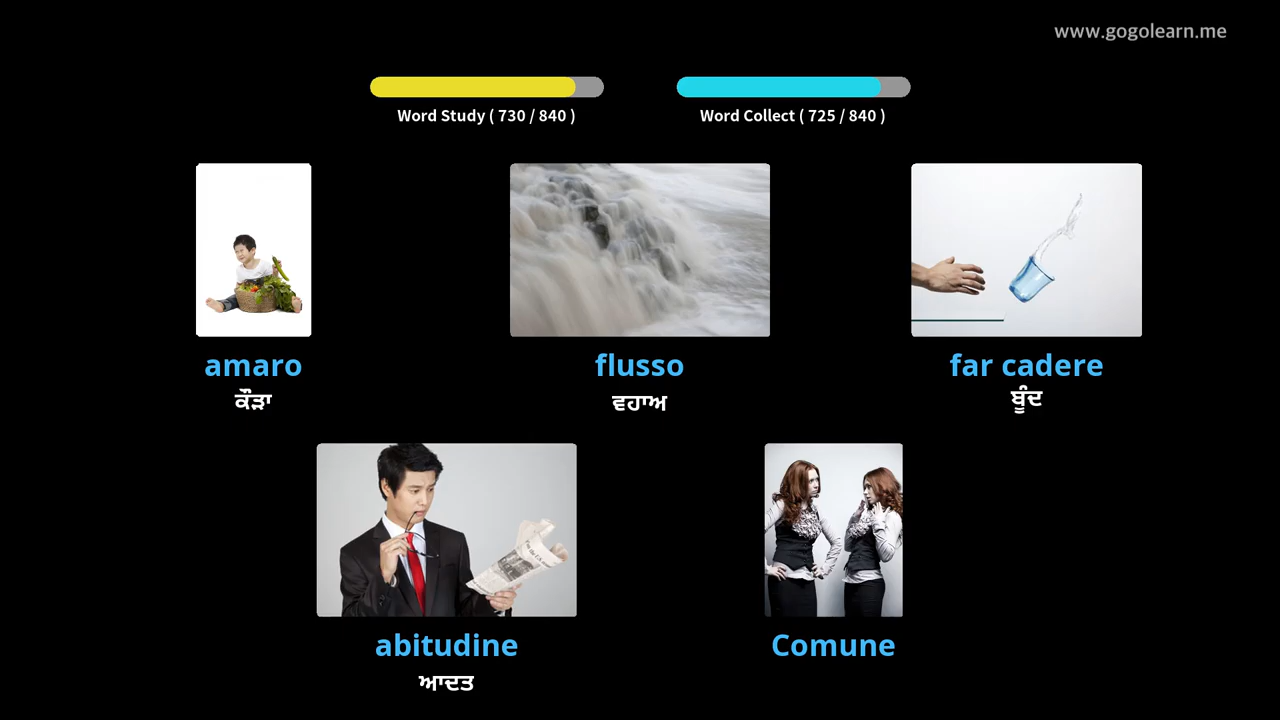 www.gogolearn.me
Word Study ( 730 / 840 )
Word Collect ( 725 / 840 )
amaro
ਕੌੜਾ
flusso
ਵਹਾਅ
far cadere
ਬੂੰਦ
abitudine
ਆਦਤ
Comune